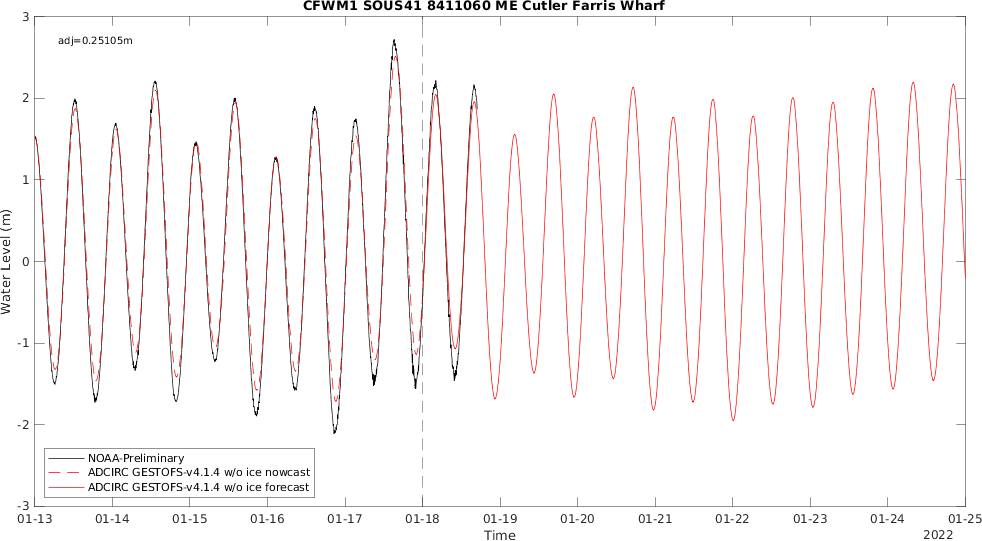 CFWM1 SOUS41 8411060 ME Cutler Farris Wharf
adj=0.25105m
3
2
1
0
-1
-2
-3
Water Level (m)
NOAA-Preliminary
ADCIRC GESTOFS-v4.1.4 w/o ice nowcast
ADCIRC GESTOFS-v4.1.4 w/o ice forecast
01-13 01-14 01-15 01-16 01-17 01-18 01-19 01-20 01-21 01-22 01-23 01-24 01-25
Time
2022